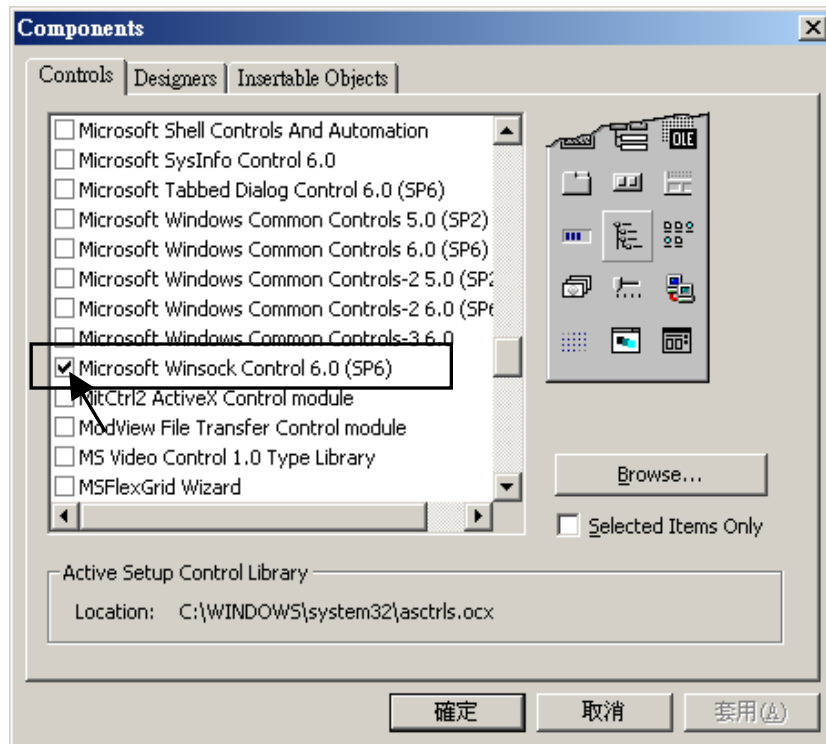 Components
Controls Designers Insertable Objects
Microsoft Shell Controls And Automation
Microsoft SysInfo Control 6.0
Microsoft Tabbed Dialog Control 6.0 (SP6)
Microsoft Windows Common Controls 5.0 (SP2)
Microsoft Windows Common Controls 6.0 (SP6)
Microsoft Windows Common Controls-2 5.0 (SP2
Microsoft Windows Common Controls-2 6.0 (SP6
Microsoft Windows Common Controls-3 6.0
Microsoft Winsock Control 6.0 (SP6)
MitCtrl2 ActiveX Control module
ModView File Transfer Control module
MS Video Control 1.0 Type Library
MSFlexGrid Wizard
OLE
Browse...
Selected Items Only
Active Setup Control Library
Location: C:\WINDOWS\system32\asctrls.ocx
確定 取消 套用(A)